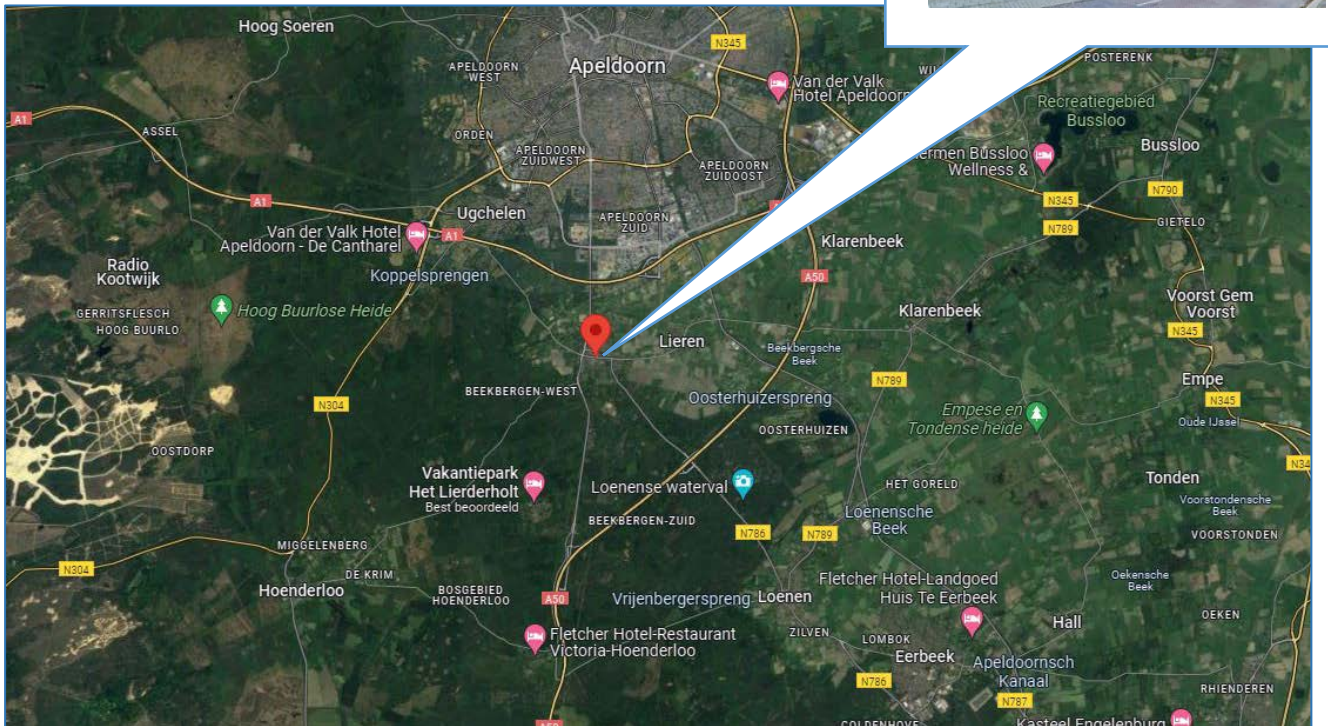 Hoog Soeren
N345
APELDOORN
WEST
Apeldoorn
POSTERENK
Van der Valk
Hotel Apeldoorn
Recreatiegebied
Bussloo
A1
ASSEL
ORDEN
APELDOORN
ZUIDWEST
APELDOORN
ZUIDOOST
Bussloo
Wellness &
Bussloo
N345
N790
A1
Ugchelen
APELDOORN
ZUID
GIETELO
N789
Van der Valk Hotel
Apeldoorn - De Cantharel
A1
Klarenbeek
Radio
Kootwijk
Koppelsprengen
A50
Hoog Buurlose Heide
GERRITSFLESCH
HOOG BUURLO
Klarenbeek
Voorst Gem
Voorst
N345
Lieren
Beekbergsche
Beek
N789
Empe
BEEKBERGEN-WEST
N304
Oosterhuizerspreng
N345
Empese en
Tondense heide
Oude IJssel
OOSTERHUIZEN
OOSTDORP
Vakantiepark
Het Lierderholt
Best beoordeeld
Loenense waterval
HET GORELD
Tonden
Voorstondensche
Beek
Loenensche
Beek
BEEKBERGEN-ZUID
N786
N789
VOORSTONDEN
MIGGELENBERG
N304
DE KRIM
Hoenderloo
BOSGEBIED
HOENDERLOO
A50
Vrijenbergerspreng
Loenen
Fletcher Hotel-Landgoed
Huis Te Eerbeek
Oekensche
Beek
OEKEN
Hall
Fletcher Hotel-Restaurant
Victoria-Hoenderloo
ZILVEN
LOMBOK
Eerbeek
Apeldoornsch
Kanaal
N786
N787
RHIENDEREN
A50
COLDENHOVE
Kasteel Engelenburg